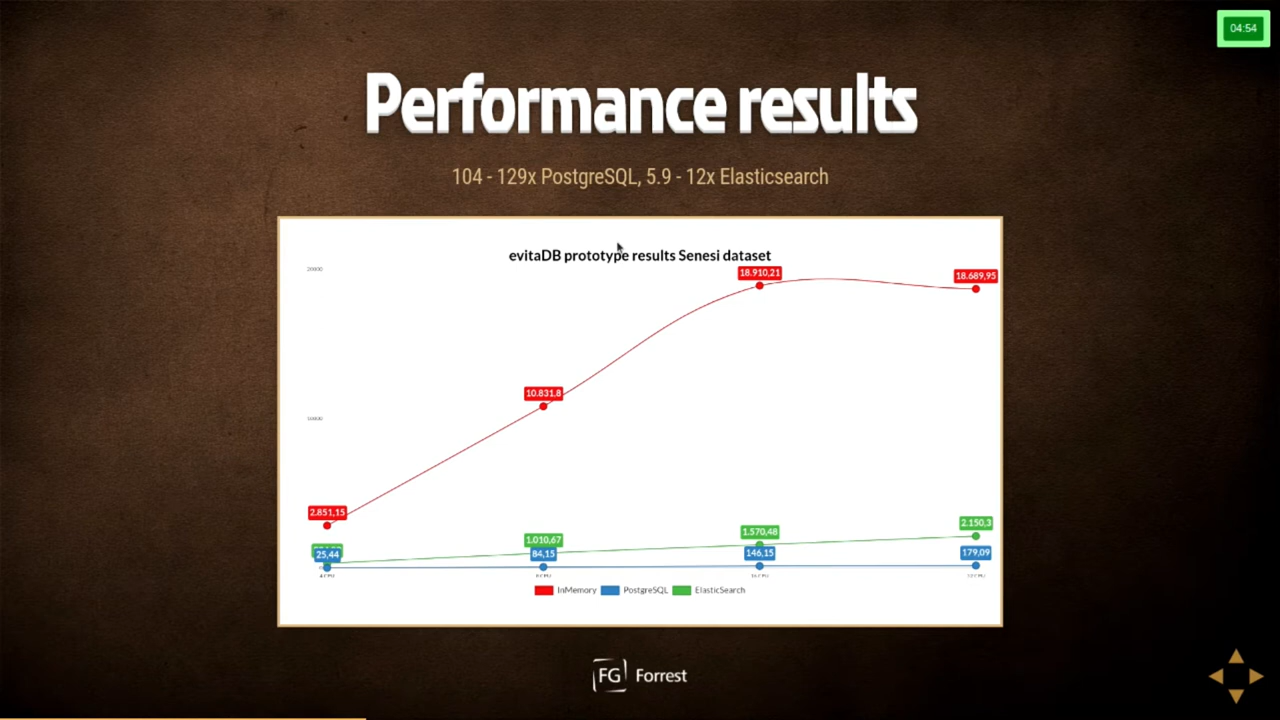 04:54
Performance results
104 - 129x PostgreSQL, 5.9 - 12x Elasticsearch
evitaDB prototype results Senesi dataset
20000
18.910,21
18.689,95
10.831,8
10000
2.851,15
2.150,3
1.570,48
1.010,67
25,44
84,15
146,15
179,09
InMemory PostgreSQL ElasticSearch
FG Forrest